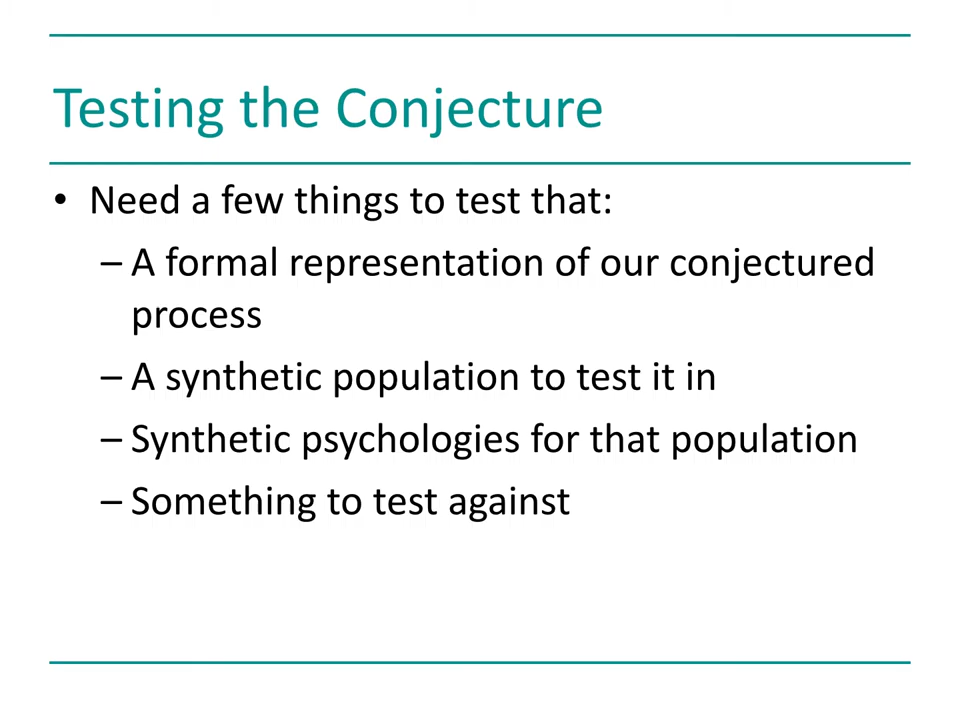 Testing the Conjecture
• Need a few things to test that:
– A formal representation of our conjectured
process
– A synthetic population to test it in
– Synthetic psychologies for that population
– Something to test against